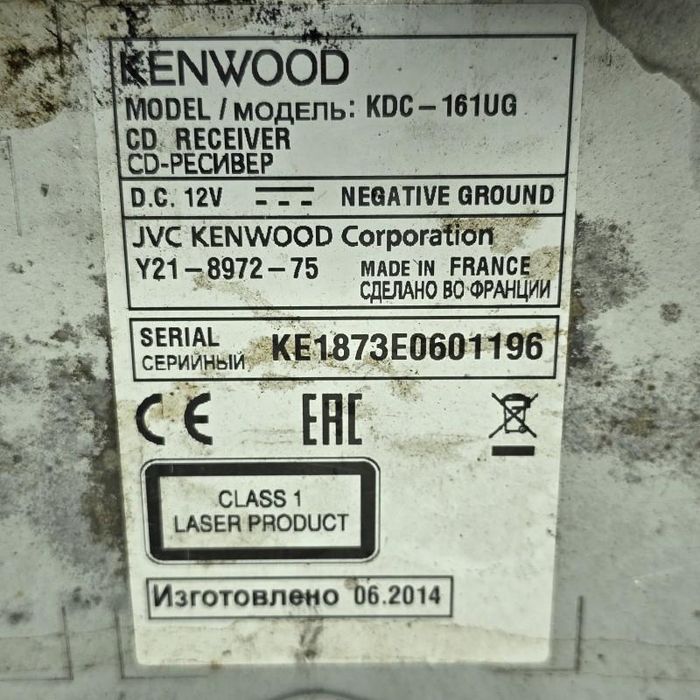 KENWOOD
MODEL / МОДЕЛЬ: KDC-161UG
CD RECEIVER
CD-РЕСИВЕР
D.C. 12V NEGATIVE GROUND
JVC KENWOOD Corporation
Y21-8972-75 MADE IN FRANCE
СДЕЛАНО ВО ФРАНЦИИ
SERIAL
СЕРИЙНЫЙ KE1873E0601196
CE EAC
CLASS 1
LASER PRODUCT
Изготовлено 06.2014